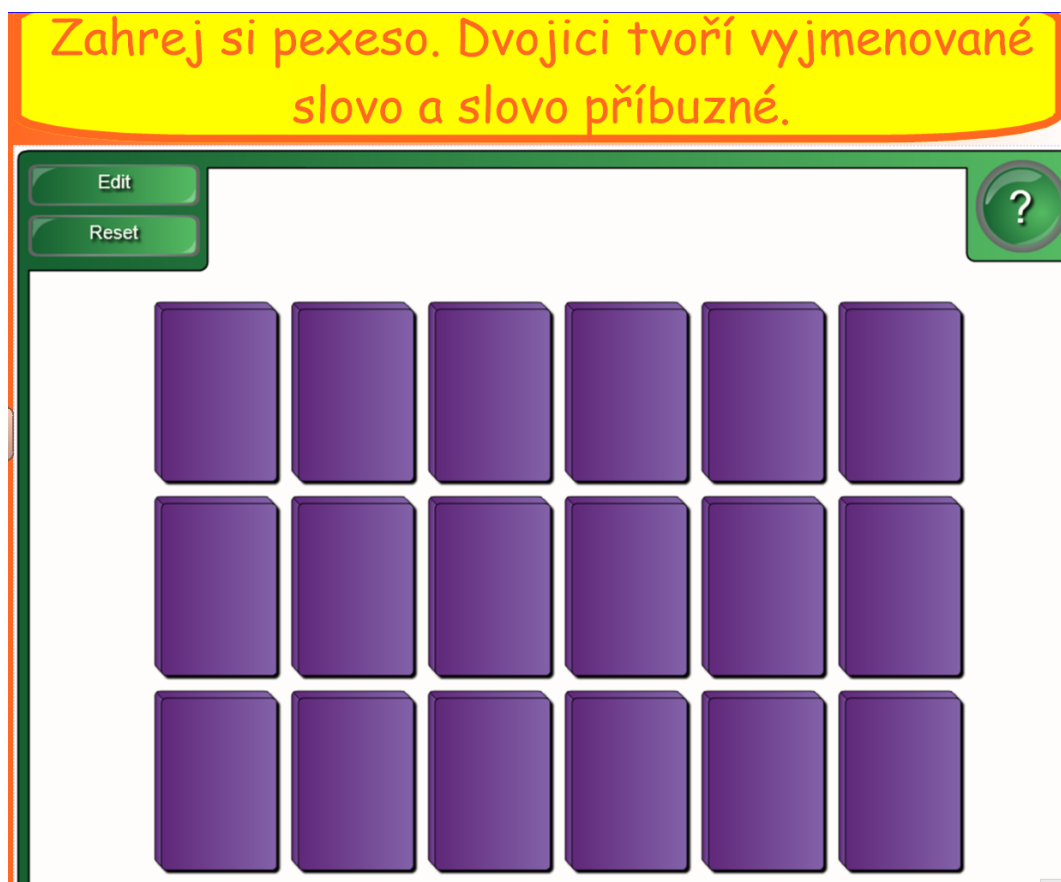 Zahrej si pexeso. Dvojici tvoří vyjmenované
slovo a slovo příbuzné.
Edit
?
Reset